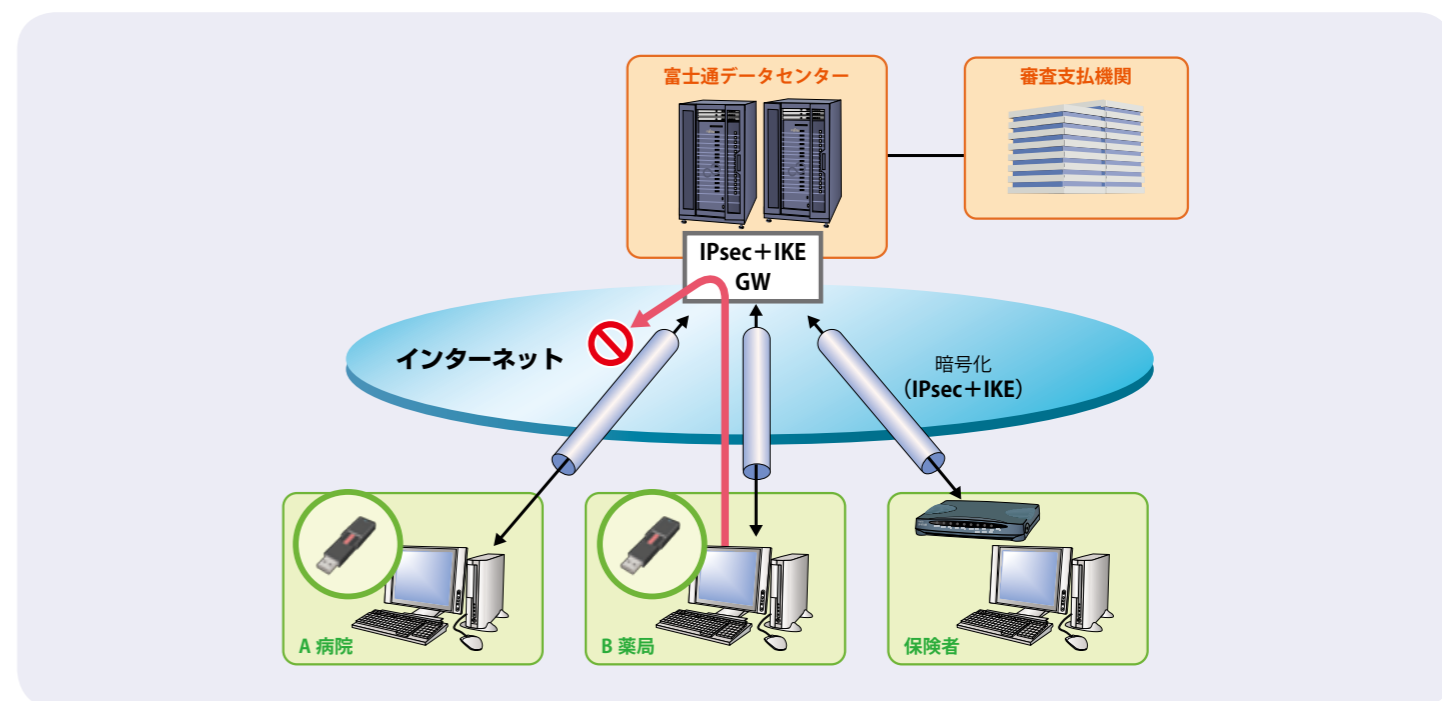 富士通データセンター
審査支払機関
IPsec+IKE
GW
インターネット
暗号化
（IPsec+IKE）
A 病院
B 薬局
保険者